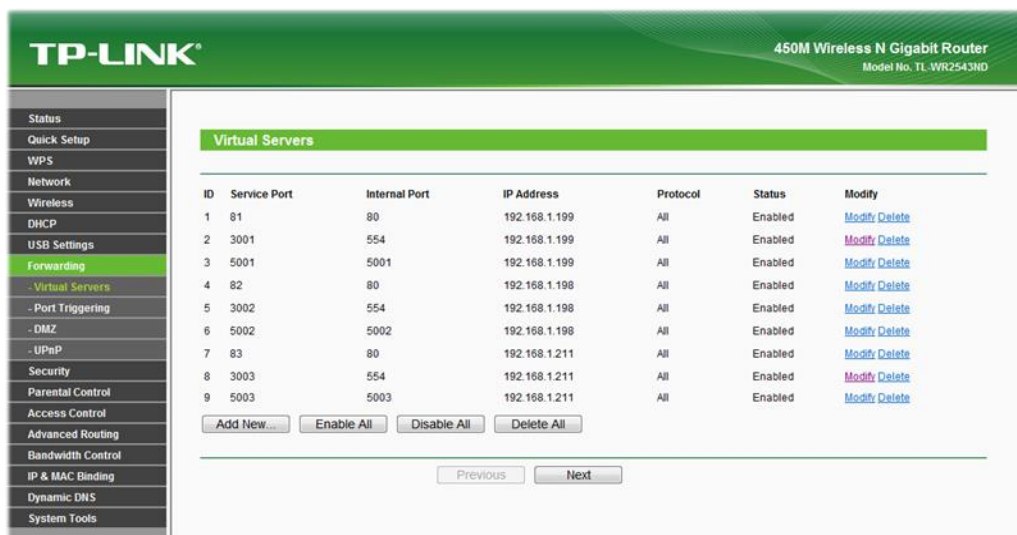 TP-LINK®
450M Wireless N Gigabit Router
Model No. TL-WR2543ND
Status
Quick Setup
WPS
Network
Wireless
DHCP
USB Settings
Forwarding
- Virtual Servers
- Port Triggering
- DMZ
- UPnP
Security
Parental Control
Access Control
Advanced Routing
Bandwidth Control
IP & MAC Binding
Dynamic DNS
System Tools
Virtual Servers
ID Service Port Internal Port IP Address Protocol Status Modify
1 81 80 192.168.1.199 All Enabled Modify Delete
2 3001 554 192.168.1.199 All Enabled Modify Delete
3 5001 5001 192.168.1.199 All Enabled Modify Delete
4 82 80 192.168.1.198 All Enabled Modify Delete
5 3002 554 192.168.1.198 All Enabled Modify Delete
6 5002 5002 192.168.1.198 All Enabled Modify Delete
7 83 80 192.168.1.211 All Enabled Modify Delete
8 3003 554 192.168.1.211 All Enabled Modify Delete
9 5003 5003 192.168.1.211 All Enabled Modify Delete
Add New... Enable All Disable All Delete All
Previous Next